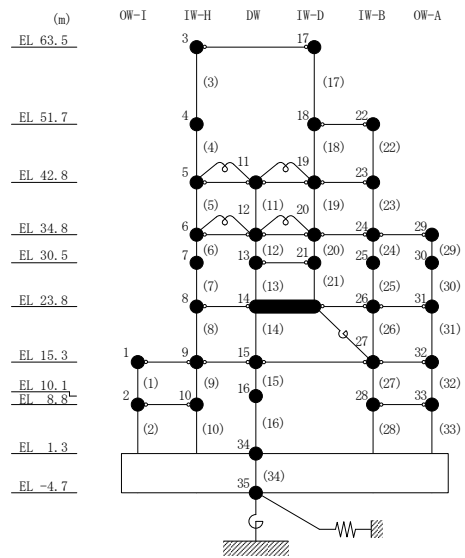 (m) OW-I IW-H DW IW-D IW-B OW-A
EL 63.5 3 17
(3) (17)
EL 51.7 4 18 22
(4) (18) (22)
11 19
EL 42.8 5 23
(5) (11) (19) (23)
12 20
EL 34.8 6 24 29
(6) (12) (20) (24) (29)
EL 30.5 7 13 21 25 30
(7) (13) (21) (25) (30)
EL 23.8 8 14 26 31
(8) (14) (26) (31)
27
EL 15.3 1 9 15 32
(1) (9) (15) (27) (32)
EL 10.1 16
EL 8.8 2 10 28 33
(2) (10) (16) (28) (33)
EL 1.3 34
(34)
EL -4.7 35